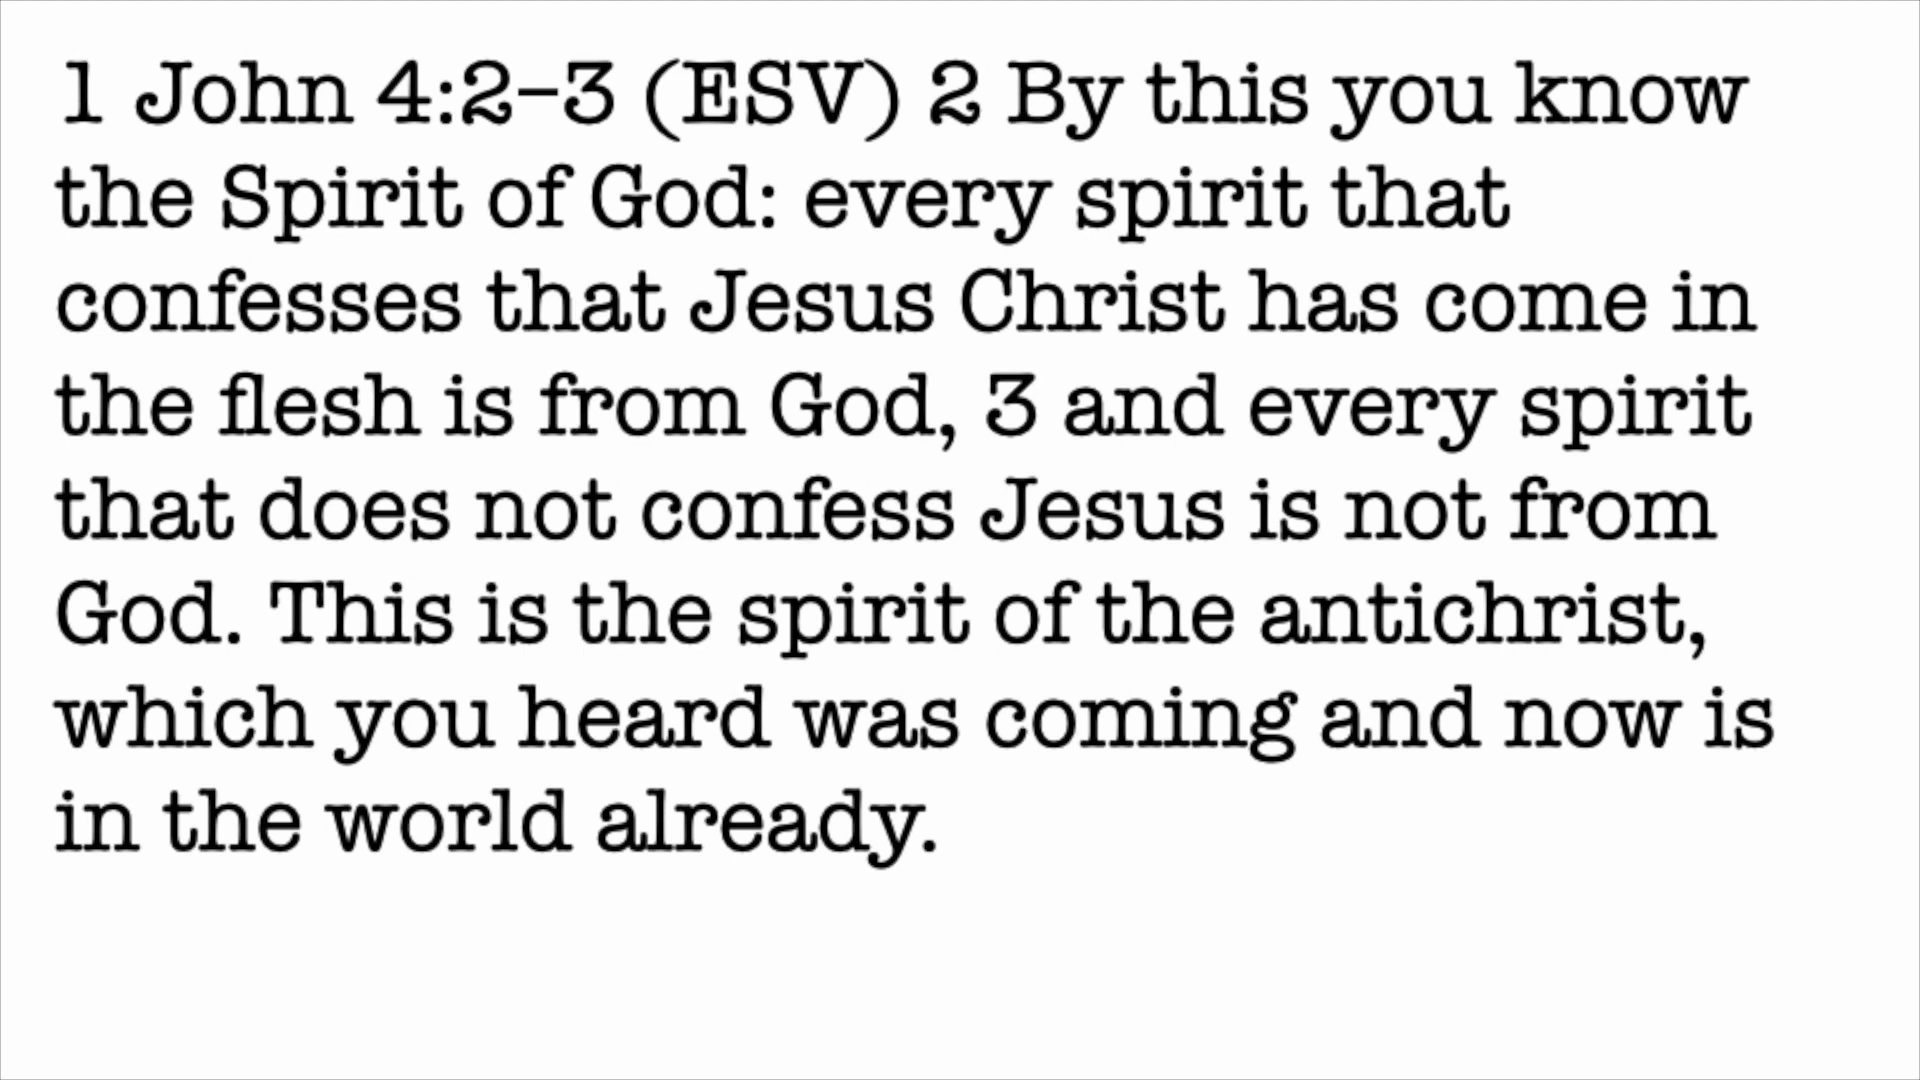 1 John 4:2–3 (ESV) 2 By this you know
the Spirit of God: every spirit that
confesses that Jesus Christ has come in
the flesh is from God, 3 and every spirit
that does not confess Jesus is not from
God. This is the spirit of the antichrist,
which you heard was coming and now is
in the world already.